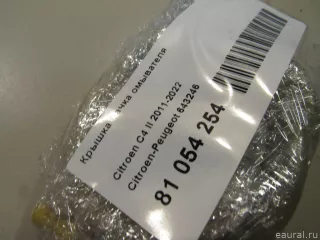 Крышка бачка омывателя
Citroen C4 II 2011-2022
Citroen-Peugeot 643246
81 054 254
eaural.ru